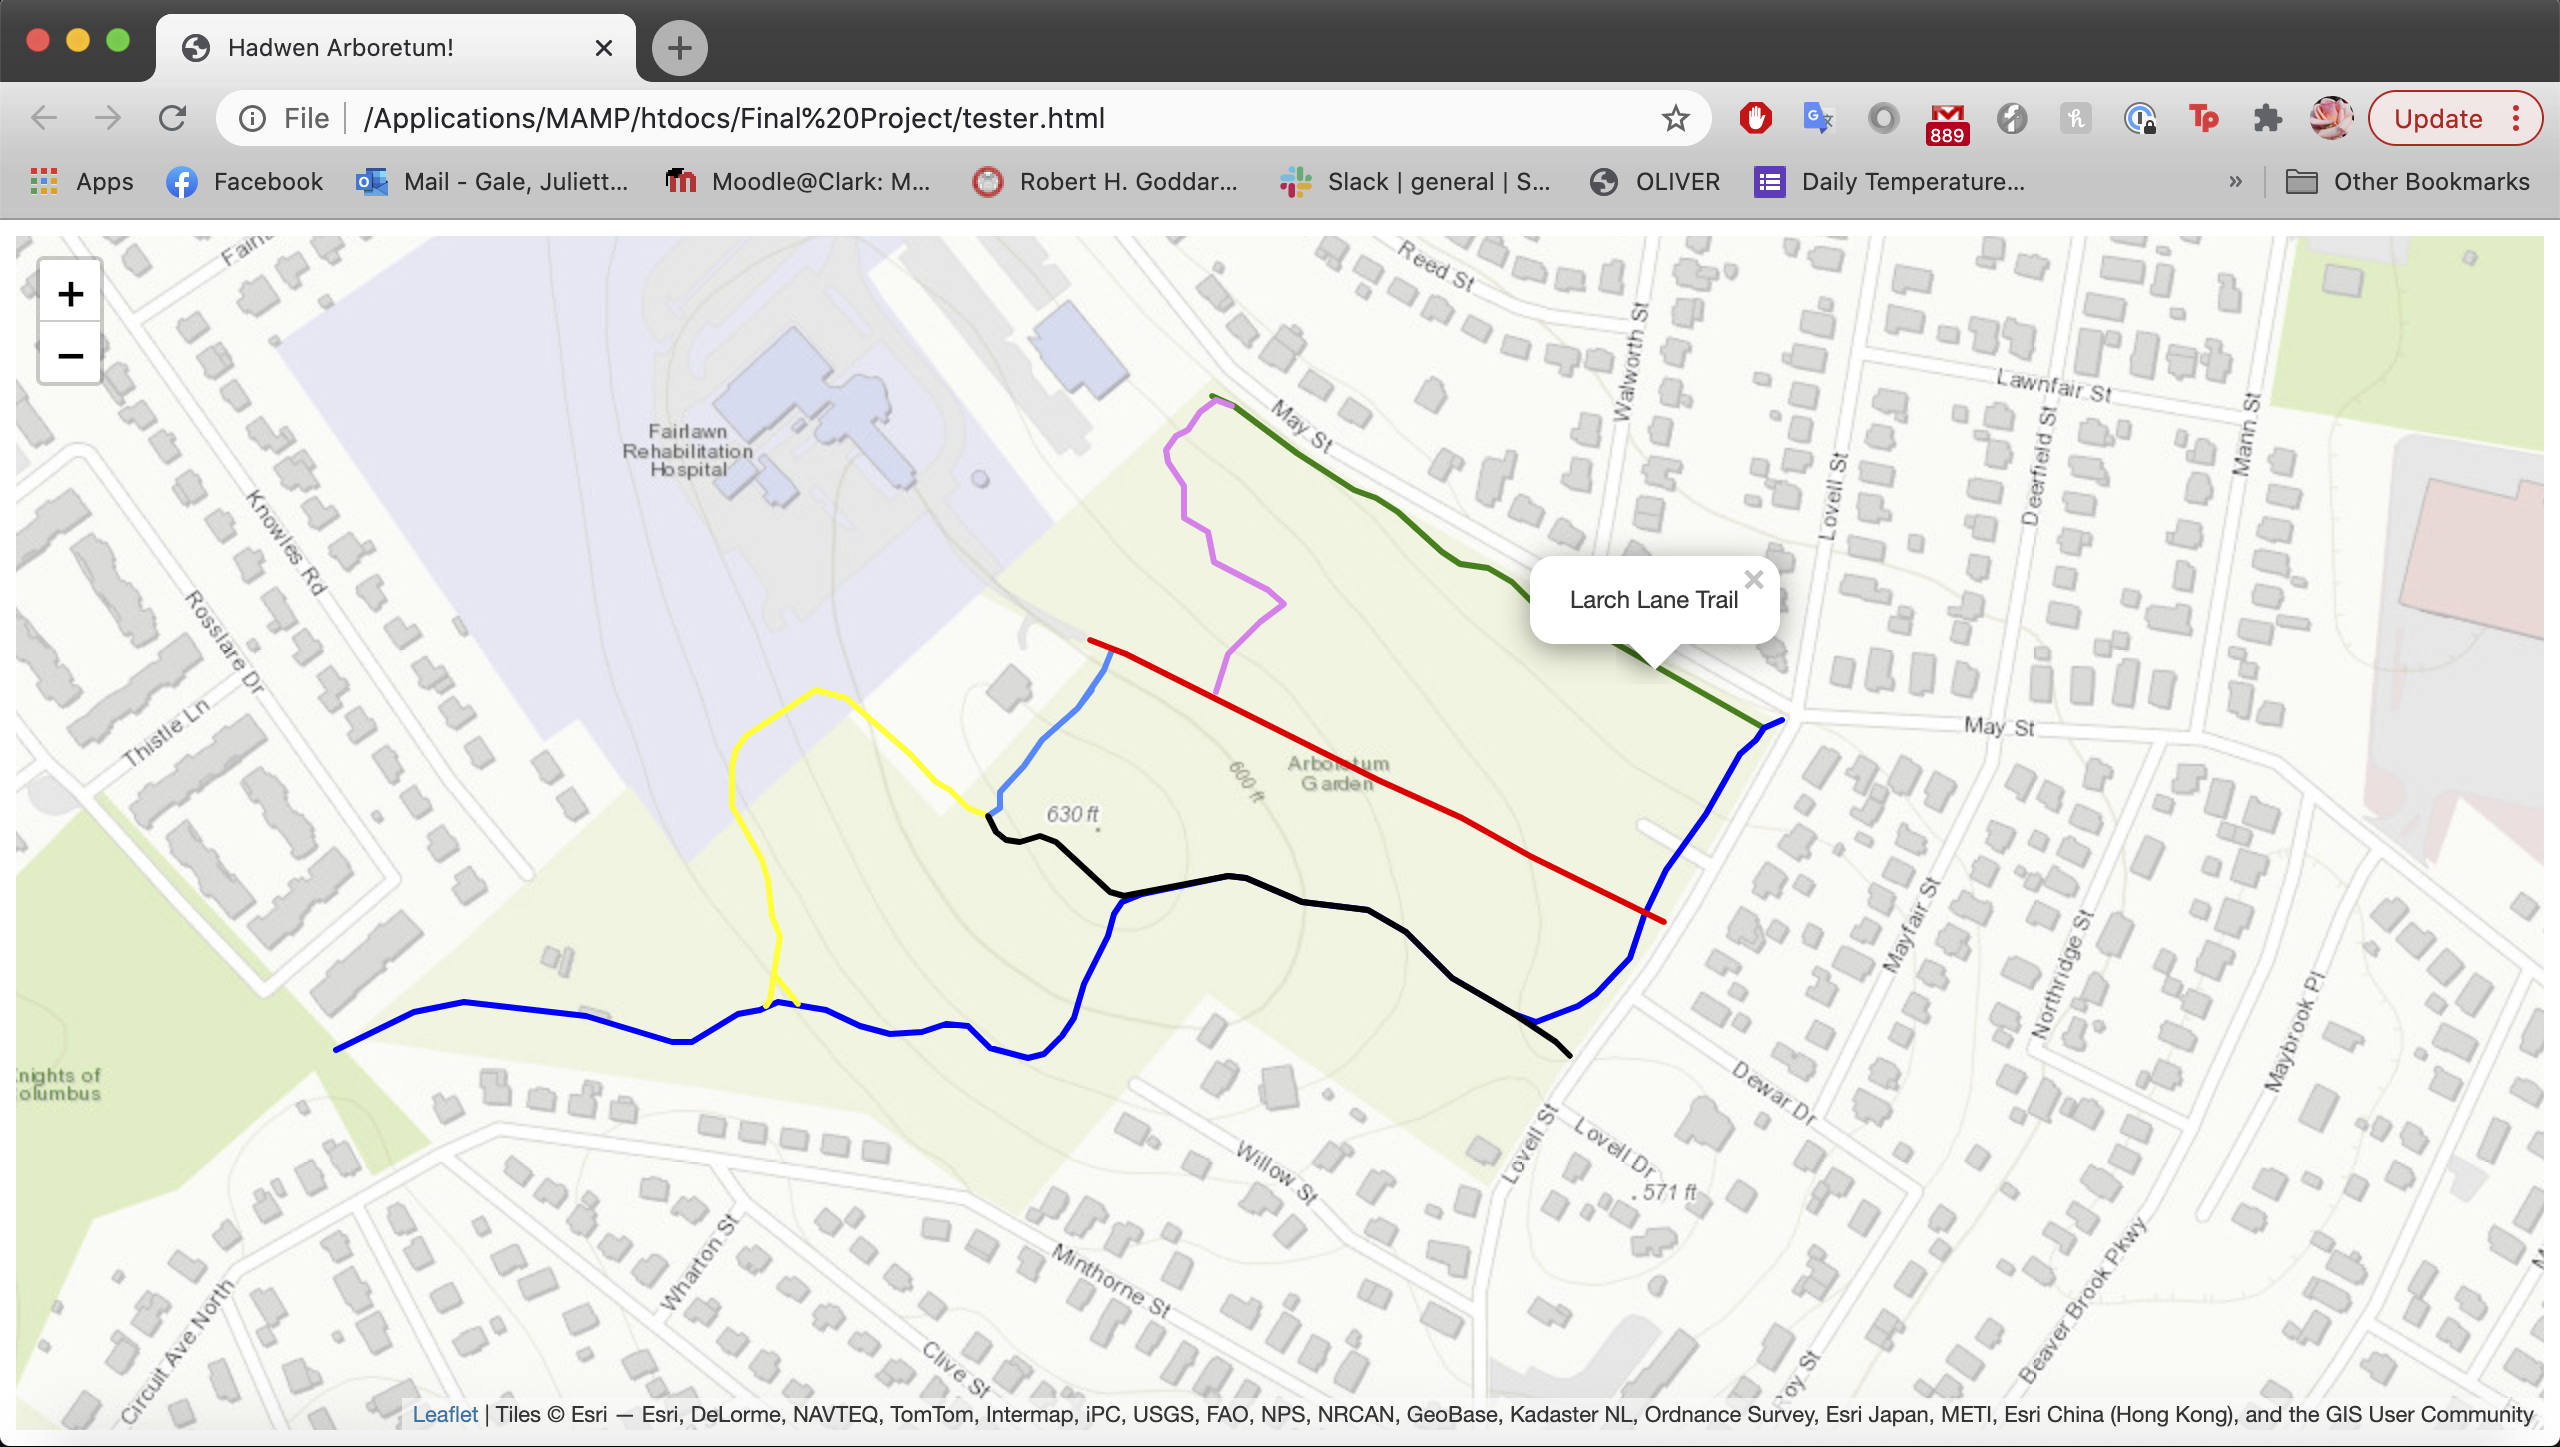 Hadwen Arboretum!
File
/Applications/MAMP/htdocs/Final%20Project/tester.html
889
Tp
Update
Apps
Facebook
Mail - Gale, Juliett...
Moodle@Clark: M...
Robert H. Goddar...
Slack | general | S...
OLIVER
Daily Temperature...
»
Other Bookmarks
+
−
Reed St
Walworth St
Lawnfair St
May St
Fairlawn
Rehabilitation
Hospital
Lovell St
Deerfield St
Mann St
Knowles Rd
Rosslare Dr
Thistle Ln
Larch Lane Trail
May St
600 ft
Arboretum
Garden
630 ft
Mayfair St
Northridge St
Maybrook Pl
nights of
olumbus
Dewar Dr
Lovell St
Lovell Dr
571 ft
Willow St
Wharton St
Minthorne St
Circuit Ave North
Clive St
Roy St
Beaver Brook Pkwy
Leaflet | Tiles © Esri — Esri, DeLorme, NAVTEQ, TomTom, Intermap, iPC, USGS, FAO, NPS, NRCAN, GeoBase, Kadaster NL, Ordnance Survey, Esri Japan, METI, Esri China (Hong Kong), and the GIS User Community